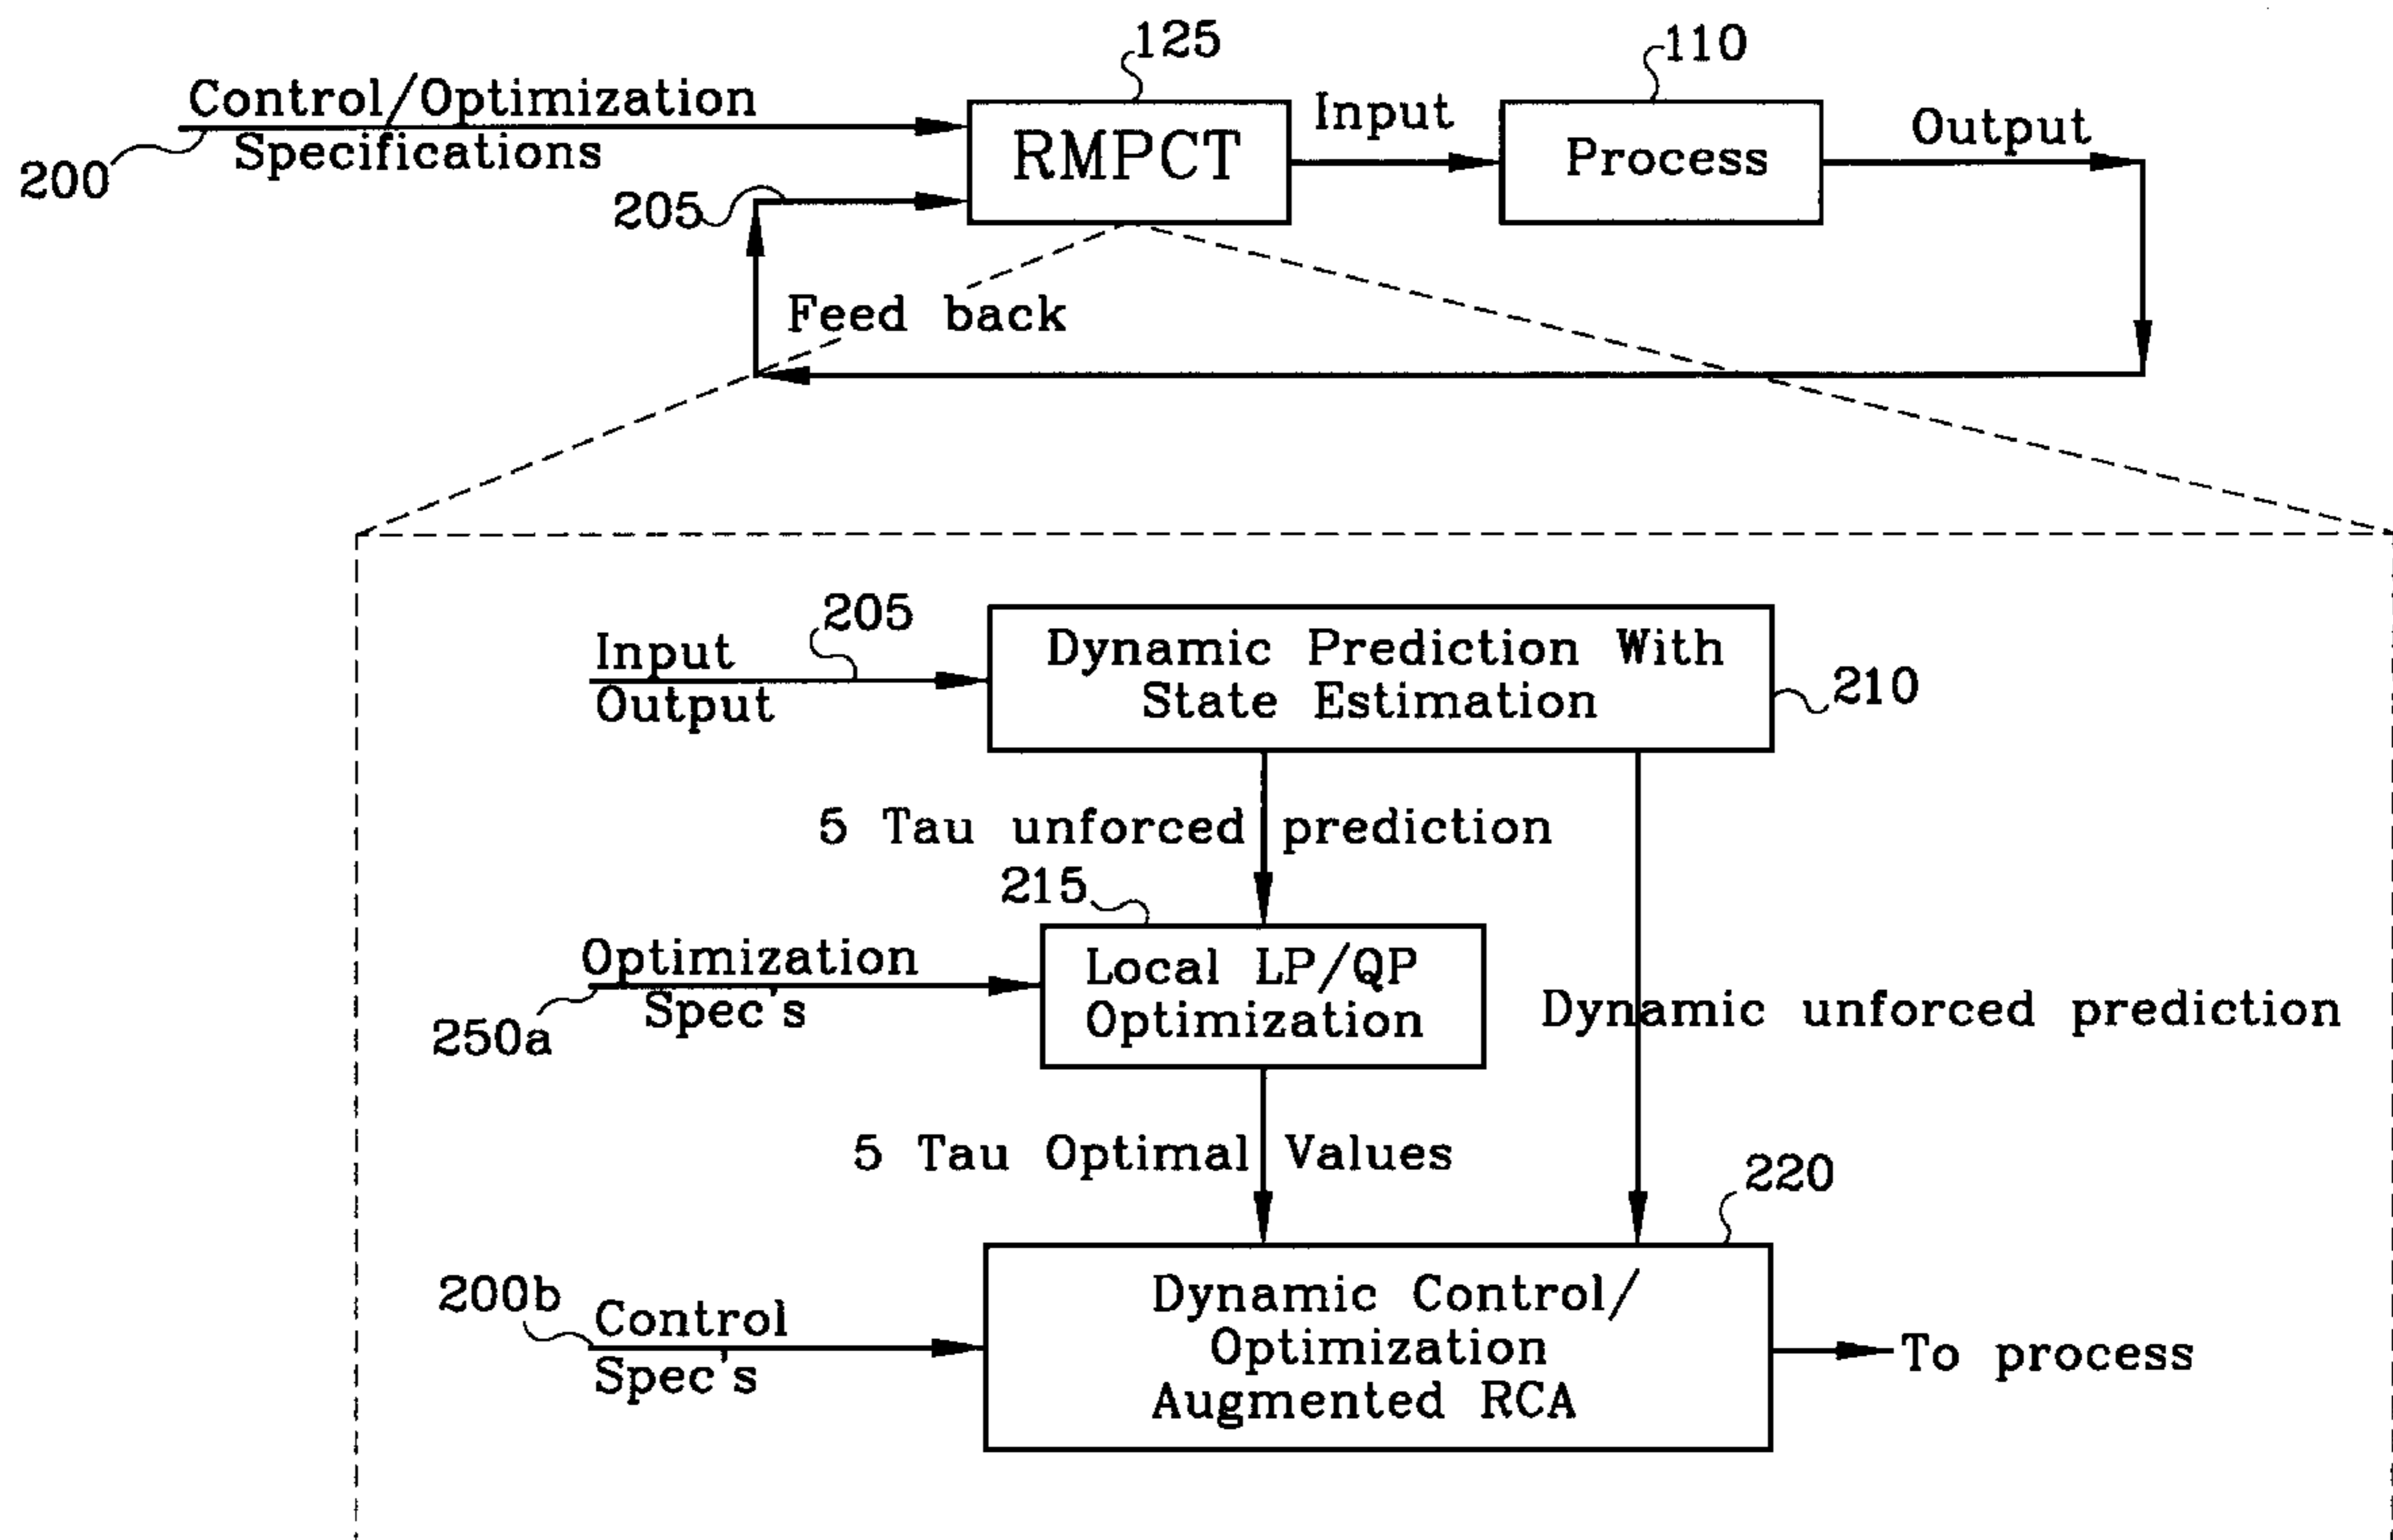 125
110
Control/Optimization
Specifications
200
RMPCT
Input
Process
Output
205
Feed back
205
Input
Output
Dynamic Prediction With
State Estimation
210
5 Tau unforced prediction
215
Optimization
Spec's
250a
Local LP/QP
Optimization
Dynamic unforced prediction
5 Tau Optimal Values
220
200b
Control
Spec's
Dynamic Control/
Optimization
Augmented RCA
To process